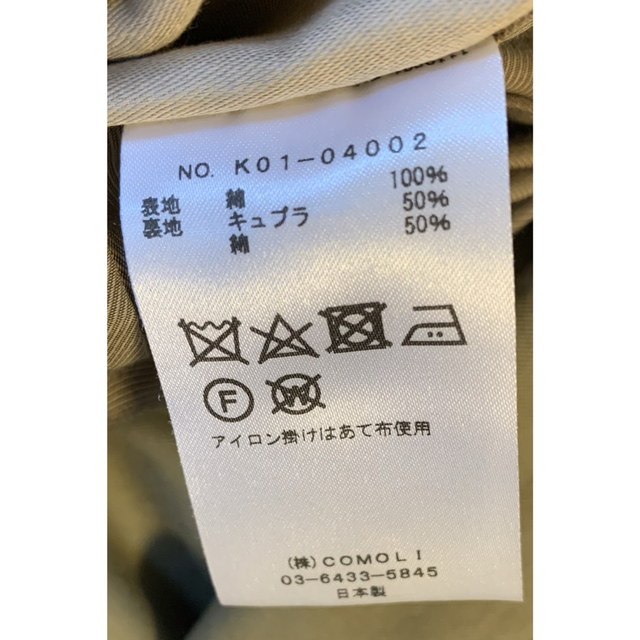 NO. K01-04002
表地 綿 100%
裏地 キュプラ 50%
綿 50%
F W
アイロン掛けはあて布使用
(株)COMOLI
03-6433-5845
日本製